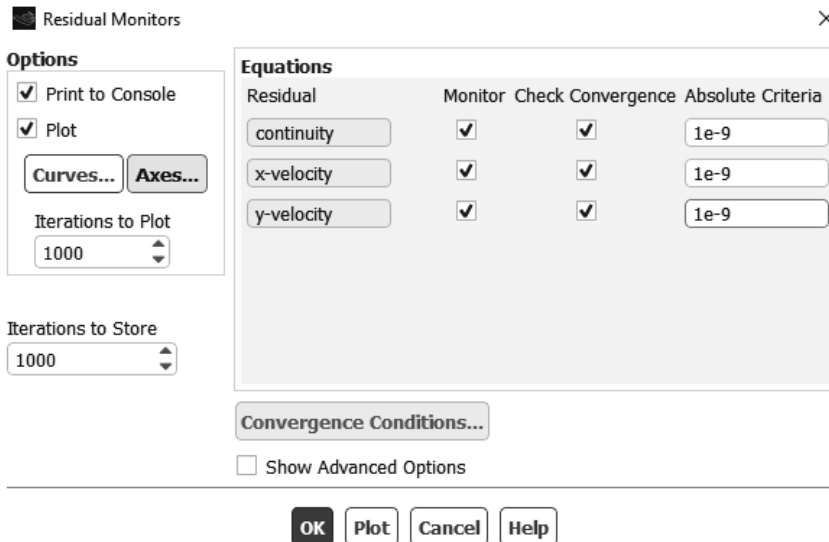 Residual Monitors
Options
Print to Console
Plot
Curves... Axes...
Iterations to Plot
1000
Iterations to Store
1000
Equations
Residual Monitor Check Convergence Absolute Criteria
continuity 1e-9
x-velocity 1e-9
y-velocity 1e-9
Convergence Conditions...
Show Advanced Options
OK Plot Cancel Help